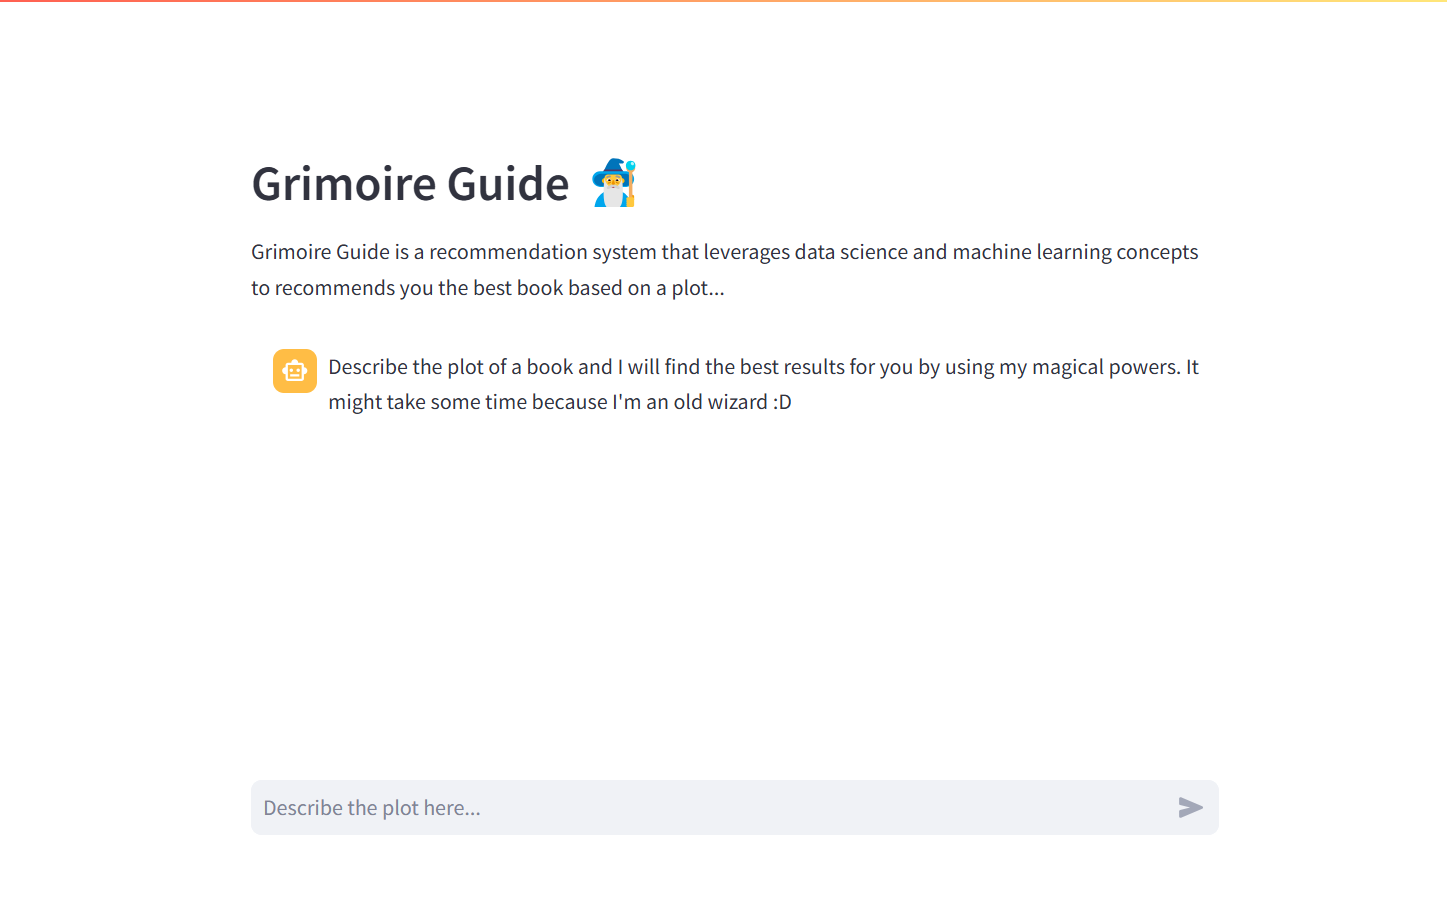 Grimoire Guide
Grimoire Guide is a recommendation system that leverages data science and machine learning concepts
to recommends you the best book based on a plot...
Describe the plot of a book and I will find the best results for you by using my magical powers. It
might take some time because I'm an old wizard :D
Describe the plot here...